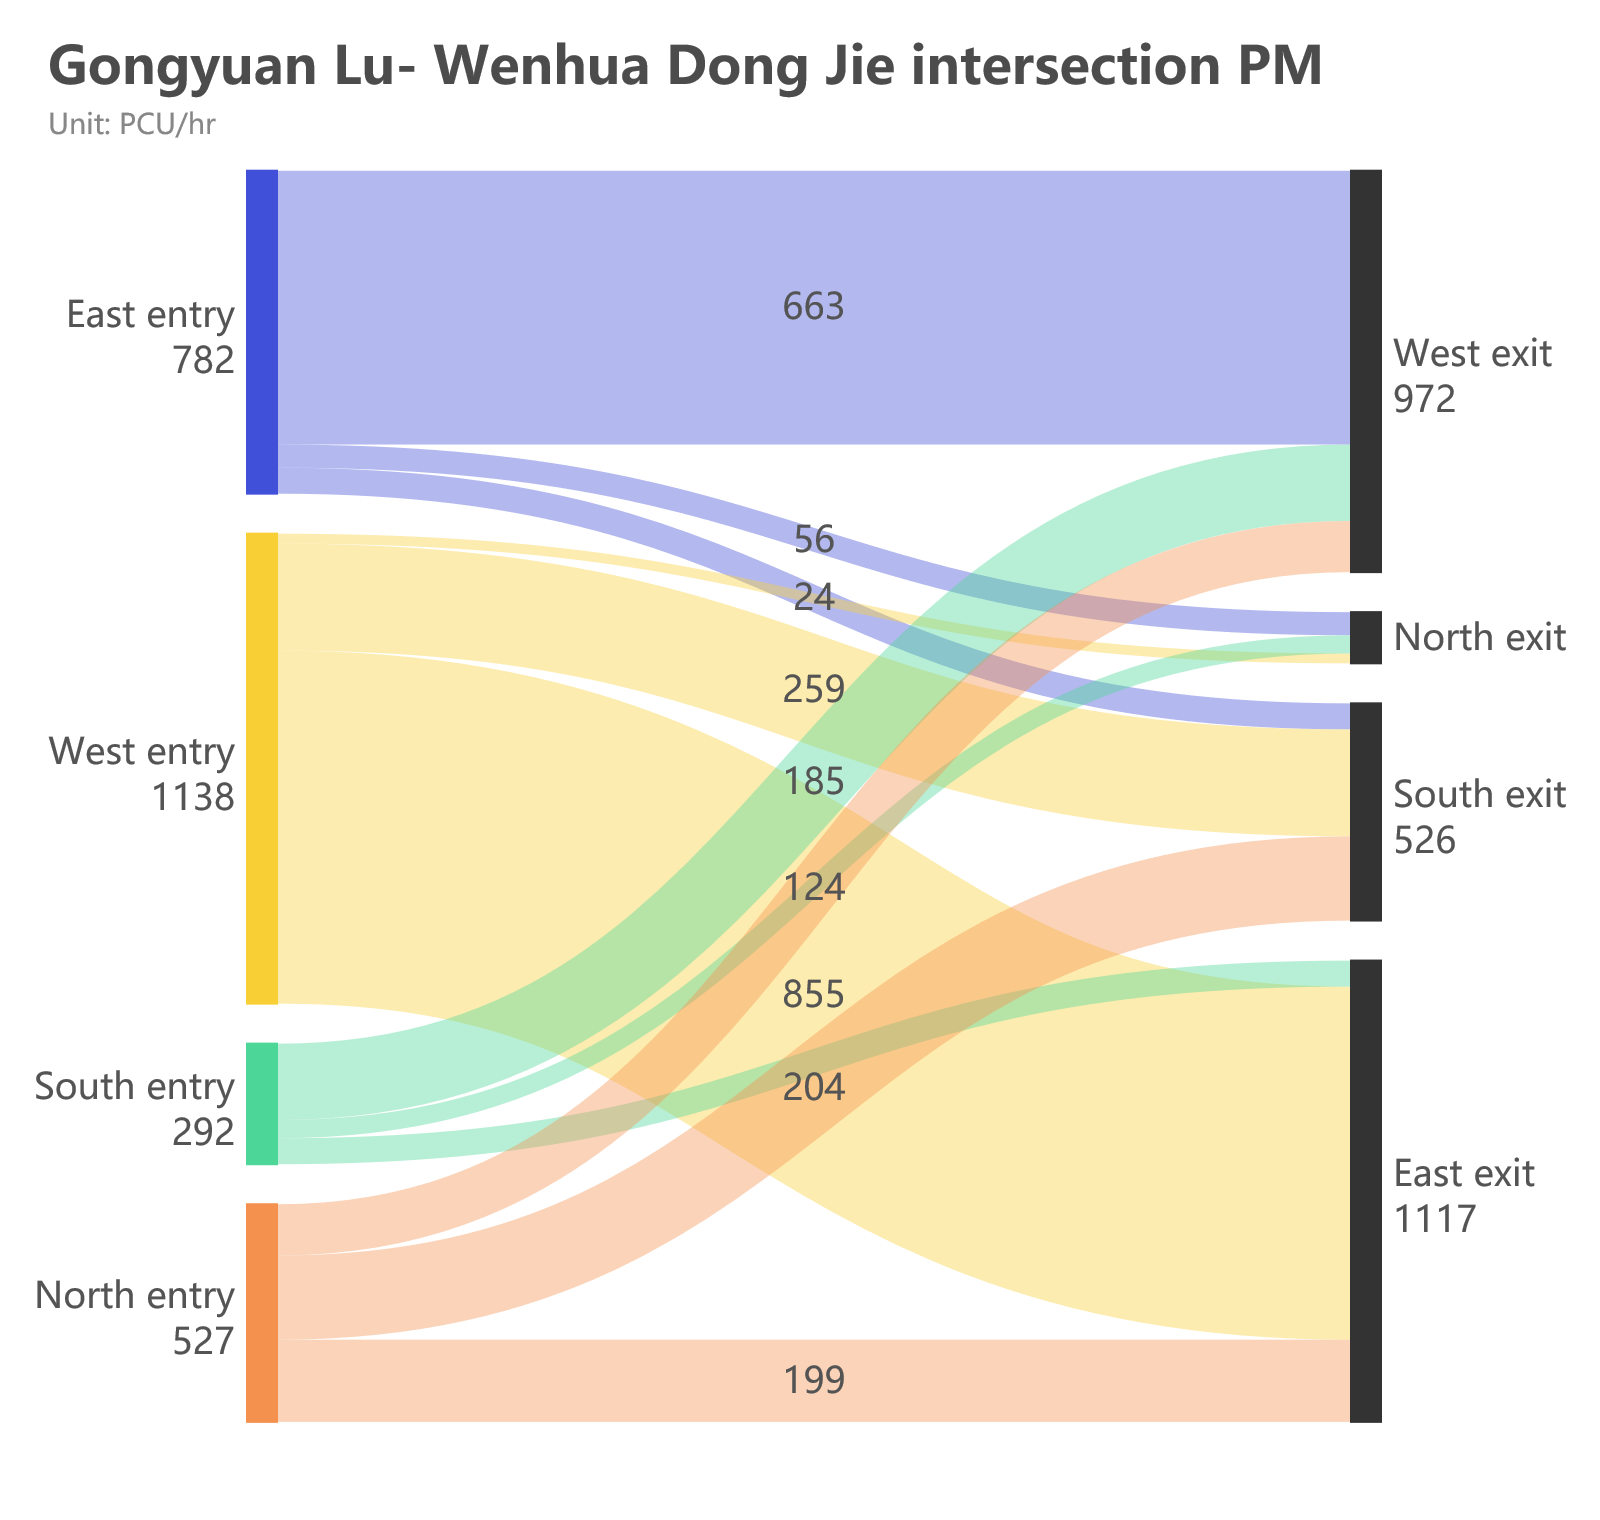 Gongyuan Lu- Wenhua Dong Jie intersection PM
Unit: PCU/hr
East entry
782
West entry
1138
South entry
292
North entry
527
663
56
24
259
185
124
855
204
199
West exit
972
North exit
South exit
526
East exit
1117